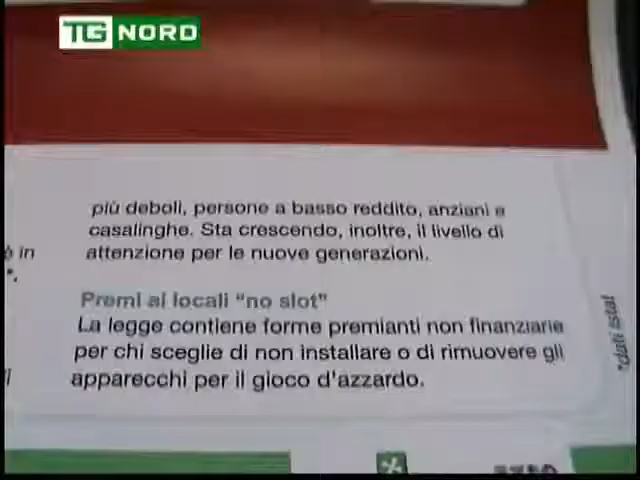 TG NORD
più deboli, persone a basso reddito, anziani e
casalinghe. Sta crescendo, inoltre, il livello di
attenzione per le nuove generazioni.
è in
Premi ai locali "no slot"
La legge contiene forme premianti non finanziarie
per chi sceglie di non installare o di rimuovere gli
apparecchi per il gioco d'azzardo.
*dati istat